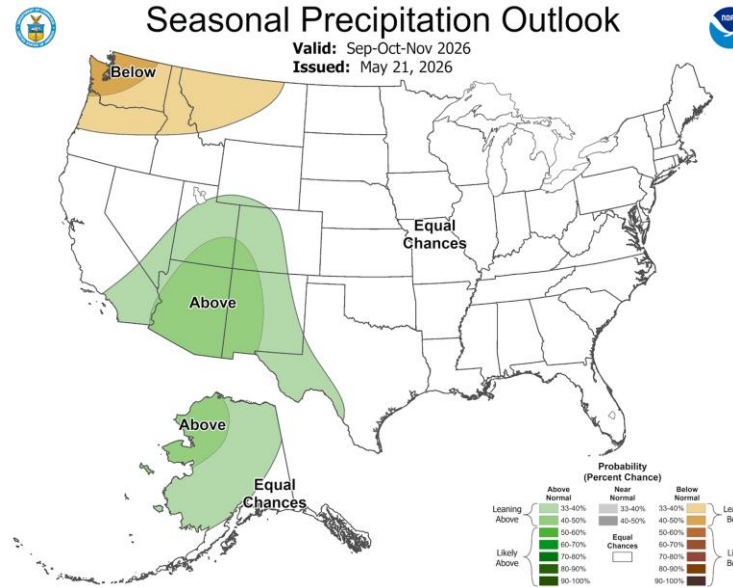 Seasonal Precipitation Outlook
Valid: Sep-Oct-Nov 2026
Issued: May 21, 2026
Below
Equal
Chances
Above
Above
Equal
Chances
Probability
(Percent Chance)
Above
Normal
Near
Normal
Below
Normal
Leaning
Above
33-40%
33-40%
33-40%
40-50%
40-50%
40-50%
Likely
Above
50-60%
60-70%
70-80%
80-90%
90-100%
Equal
Chances
50-60%
60-70%
70-80%
80-90%
90-100%